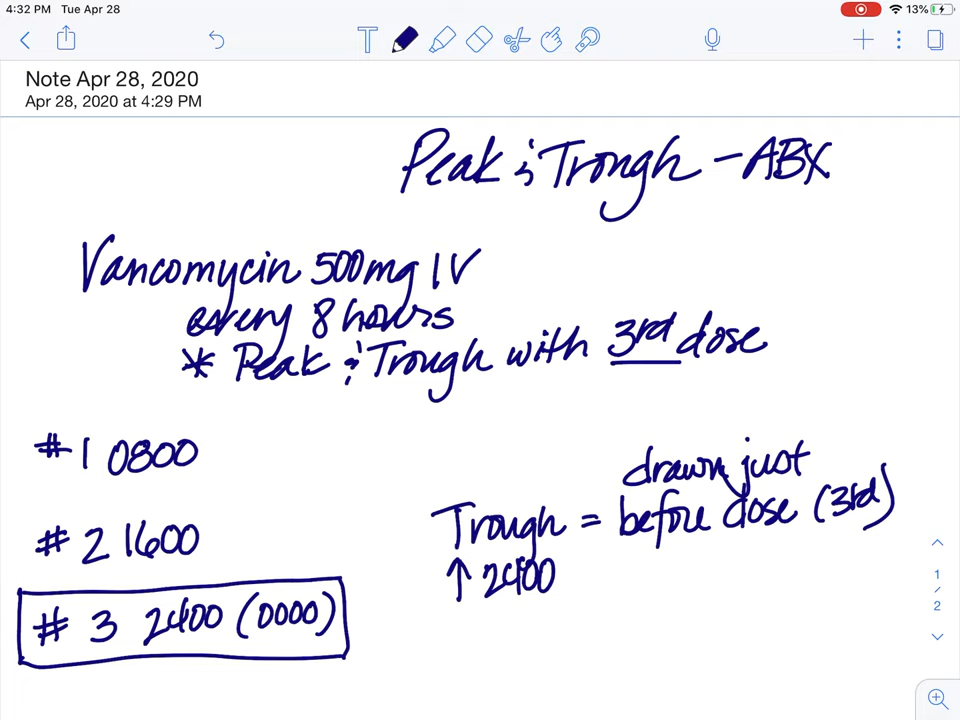 4:32 PM Tue Apr 28
13%
Note Apr 28, 2020
Apr 28, 2020 at 4:29 PM
Peak & Trough - ABX
Vancomycin 500mg IV
every 8 hours
* Peak & Trough with 3rd dose
#1 0800
#2 1600
#3 2400 (0000)
drawn just
Trough = before dose (3rd)
↑ 2400
1
/
2